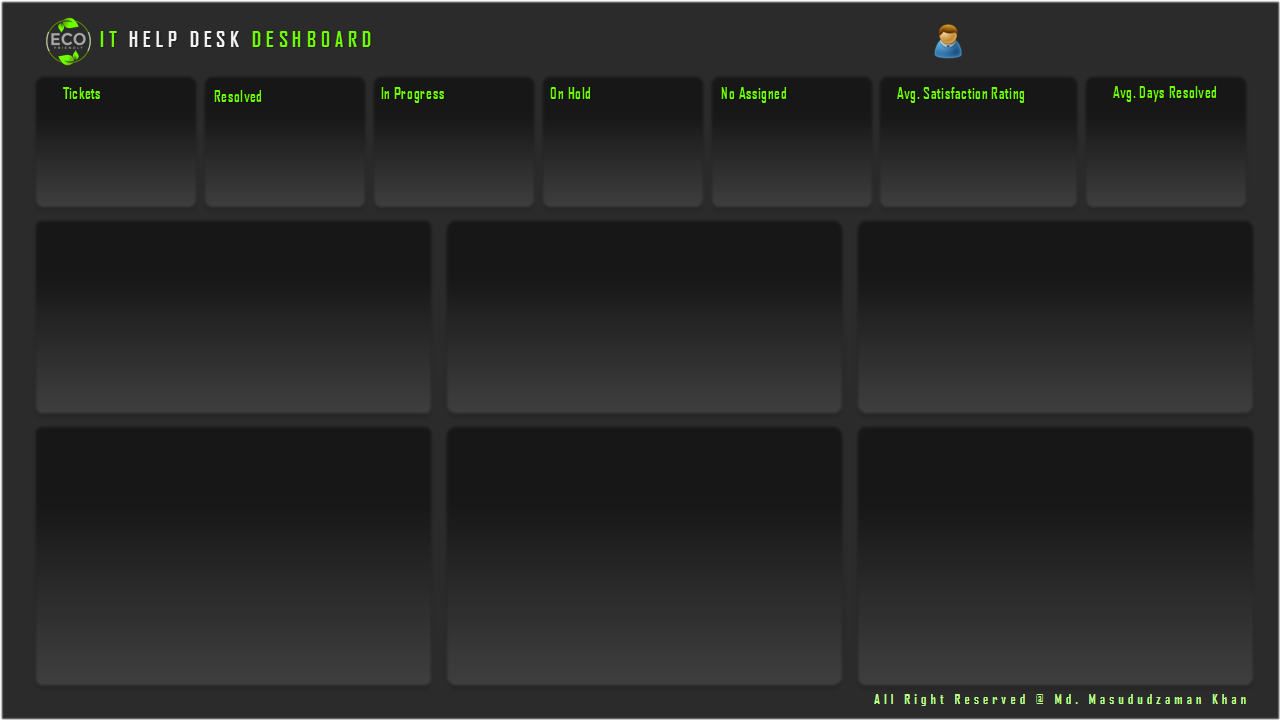 ECO
FRIENDLY
IT HELP DESK DESHBOARD
Tickets
Resolved
In Progress
On Hold
No Assigned
Avg. Satisfaction Rating
Avg. Days Resolved
All Right Reserved @ Md. Masududzaman Khan